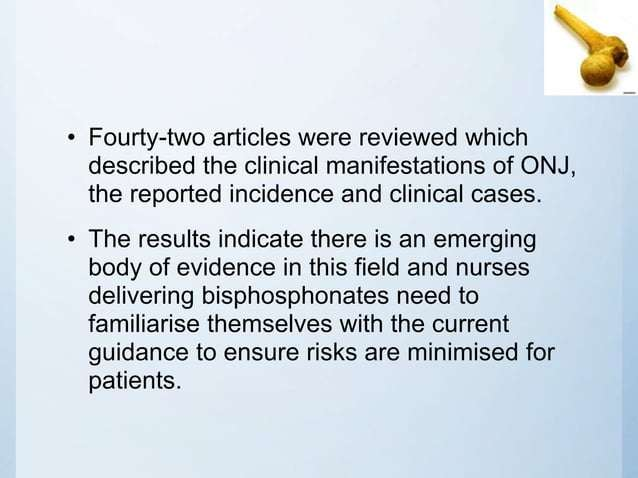 • Fourty-two articles were reviewed which
described the clinical manifestations of ONJ,
the reported incidence and clinical cases.
• The results indicate there is an emerging
body of evidence in this field and nurses
delivering bisphosphonates need to
familiarise themselves with the current
guidance to ensure risks are minimised for
patients.